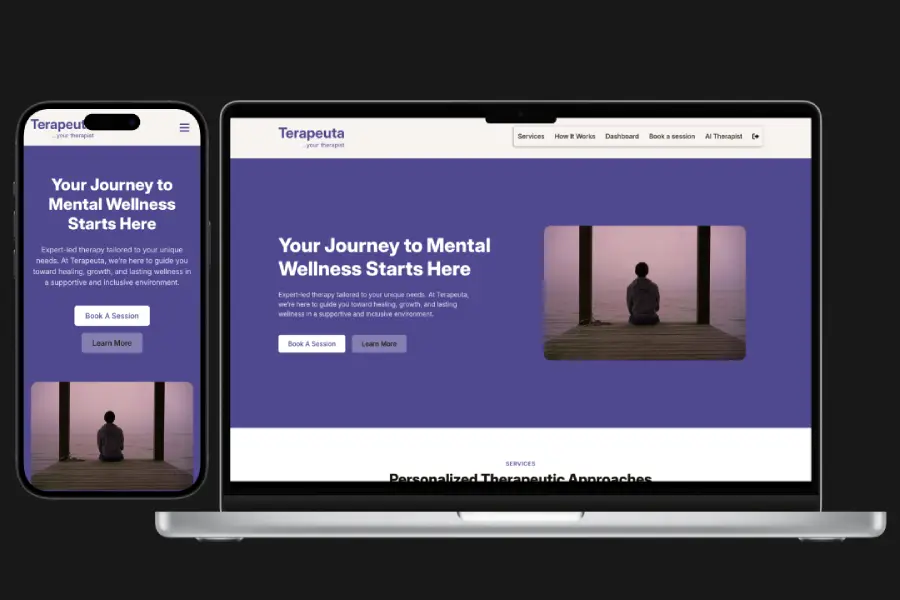 Terapeut
...your therapist
Your Journey to
Mental Wellness
Starts Here
Expert-led therapy tailored to your unique
needs. At Terapeuta, we're here to guide you
toward healing, growth, and lasting wellness in
a supportive and inclusive environment.
Book A Session
Learn More
Terapeuta
...your therapist
Services How It Works Dashboard Book a session AI Therapist
Your Journey to Mental
Wellness Starts Here
Expert-led therapy tailored to your unique needs. At Terapeuta,
we're here to guide you toward healing, growth, and lasting
wellness in a supportive and inclusive environment.
Book A Session Learn More
SERVICES
Personalized Therapeutic Approaches